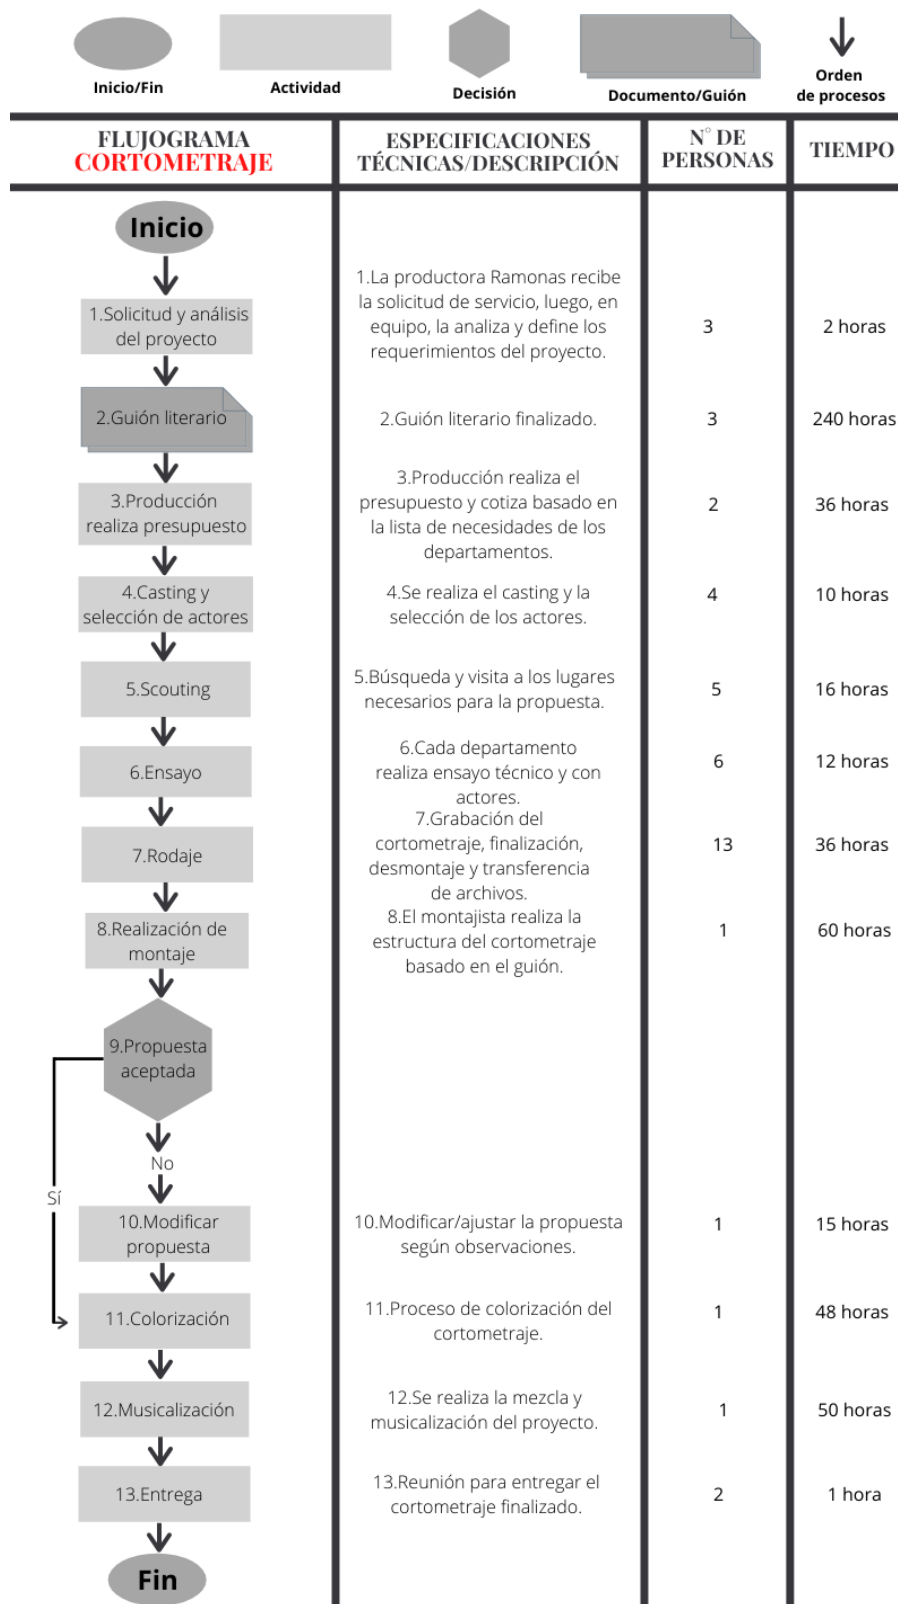 Inicio/Fin
Actividad
Decisión
Documento/Guión
Orden
de procesos
FLUJOGRAMA
CORTOMETRAJE
ESPECIFICACIONES
TÉCNICAS/DESCRIPCIÓN
N° DE
PERSONAS
TIEMPO
Inicio
1.Solicitud y análisis
del proyecto
1.La productora Ramonas recibe
la solicitud de servicio, luego, en
equipo, la analiza y define los
requerimientos del proyecto.
3
2 horas
2.Guión literario
2.Guión literario finalizado.
3
240 horas
3.Producción
realiza presupuesto
3.Producción realiza el
presupuesto y cotiza basado en
la lista de necesidades de los
departamentos.
2
36 horas
4.Casting y
selección de actores
4.Se realiza el casting y la
selección de los actores.
4
10 horas
5.Scouting
5.Búsqueda y visita a los lugares
necesarios para la propuesta.
5
16 horas
6.Ensayo
6.Cada departamento
realiza ensayo técnico y con
actores.
6
12 horas
7.Rodaje
7.Grabación del
cortometraje, finalización,
desmontaje y transferencia
de archivos.
13
36 horas
8.Realización de
montaje
8.El montajista realiza la
estructura del cortometraje
basado en el guión.
1
60 horas
9.Propuesta
aceptada
No
Sí
10.Modificar
propuesta
10.Modificar/ajustar la propuesta
según observaciones.
1
15 horas
11.Colorización
11.Proceso de colorización del
cortometraje.
1
48 horas
12.Musicalización
12.Se realiza la mezcla y
musicalización del proyecto.
1
50 horas
13.Entrega
13.Reunión para entregar el
cortometraje finalizado.
2
1 hora
Fin